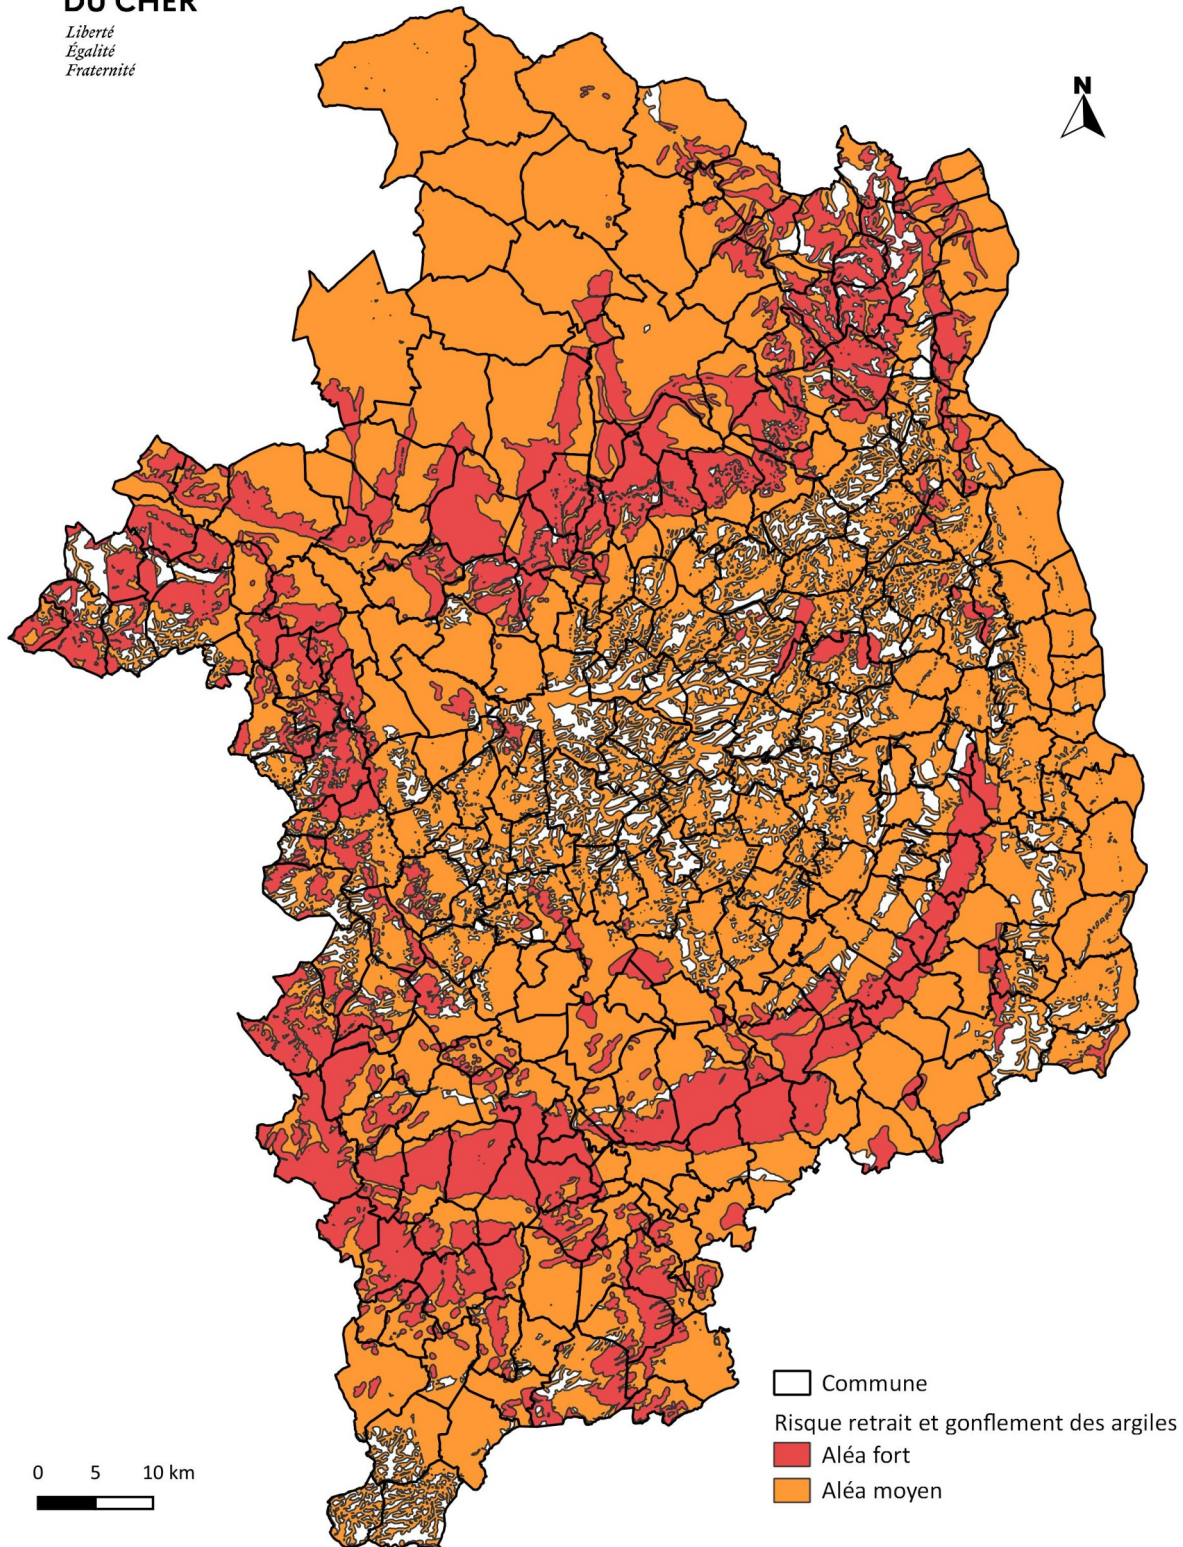 DU CHER
Liberté
Égalité
Fraternité
N
Commune
Risque retrait et gonflement des argiles
Aléa fort
Aléa moyen
0 5 10 km